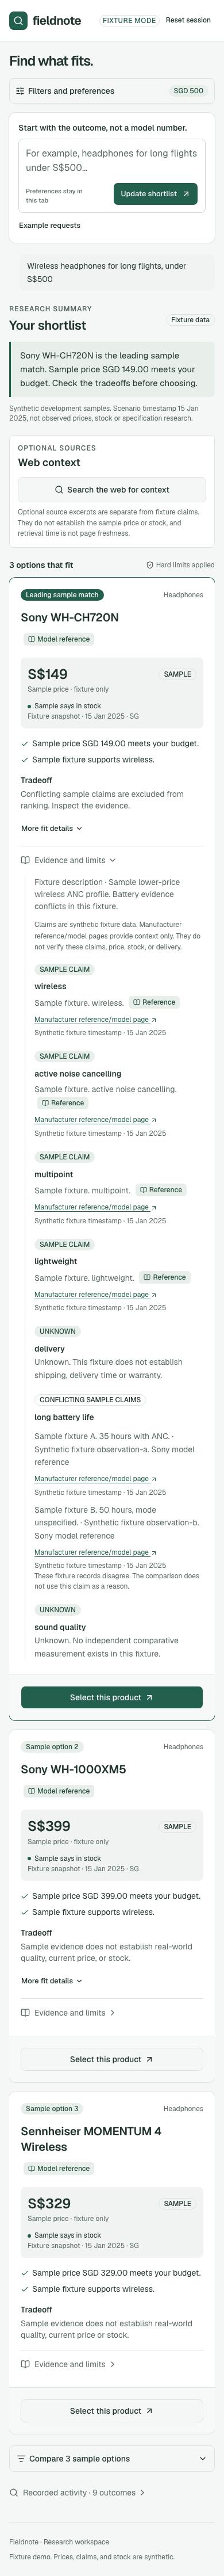 fieldnote
FIXTURE MODE
Reset session
Find what fits.
Filters and preferences
SGD 500
Start with the outcome, not a model number.
For example, headphones for long flights
under S$500...
Preferences stay in
this tab
Update shortlist
Example requests
Wireless headphones for long flights, under
S$500
RESEARCH SUMMARY
Your shortlist
Fixture data
Sony WH-CH720N is the leading sample
match. Sample price SGD 149.00 meets your
budget. Check the tradeoffs before choosing.
Synthetic development samples. Scenario timestamp 15 Jan
2025, not observed prices, stock or specification research.
OPTIONAL SOURCES
Web context
Search the web for context
Optional source excerpts are separate from fixture claims.
They do not establish the sample price or stock, and
retrieval time is not page freshness.
3 options that fit
Hard limits applied
Leading sample match
Headphones
Sony WH-CH720N
Model reference
S$149
SAMPLE
Sample price · fixture only
Sample says in stock
Fixture snapshot · 15 Jan 2025 · SG
Sample price SGD 149.00 meets your budget.
Sample fixture supports wireless.
Tradeoff
Conflicting sample claims are excluded from
ranking. Inspect the evidence.
More fit details
Evidence and limits
Fixture description · Sample lower-price
wireless ANC profile. Battery evidence
conflicts in this fixture.
Claims are synthetic fixture data. Manufacturer
reference/model pages provide context only. They do
not verify these claims, price, stock, or delivery.
SAMPLE CLAIM
wireless
Sample fixture. wireless.
Reference
Manufacturer reference/model page
Synthetic fixture timestamp · 15 Jan 2025
SAMPLE CLAIM
active noise cancelling
Sample fixture. active noise cancelling.
Reference
Manufacturer reference/model page
Synthetic fixture timestamp · 15 Jan 2025
SAMPLE CLAIM
multipoint
Sample fixture. multipoint.
Reference
Manufacturer reference/model page
Synthetic fixture timestamp · 15 Jan 2025
SAMPLE CLAIM
lightweight
Sample fixture. lightweight.
Reference
Manufacturer reference/model page
Synthetic fixture timestamp · 15 Jan 2025
UNKNOWN
delivery
Unknown. This fixture does not establish
shipping, delivery time or warranty.
CONFLICTING SAMPLE CLAIMS
long battery life
Sample fixture A. 35 hours with ANC. ·
Synthetic fixture observation-a. Sony model
reference
Manufacturer reference/model page
Synthetic fixture timestamp · 15 Jan 2025
Sample fixture B. 50 hours, mode
unspecified. · Synthetic fixture observation-b.
Sony model reference
Manufacturer reference/model page
Synthetic fixture timestamp · 15 Jan 2025
These fixture records disagree. The comparison does
not use this claim as a reason.
UNKNOWN
sound quality
Unknown. No independent comparative
measurement exists in this fixture.
Select this product
Sample option 2
Headphones
Sony WH-1000XM5
Model reference
S$399
SAMPLE
Sample price · fixture only
Sample says in stock
Fixture snapshot · 15 Jan 2025 · SG
Sample price SGD 399.00 meets your budget.
Sample fixture supports wireless.
Tradeoff
Sample evidence does not establish real-world
quality, current price, or stock.
More fit details
Evidence and limits
Select this product
Sample option 3
Headphones
Sennheiser MOMENTUM 4
Wireless
Model reference
S$329
SAMPLE
Sample price · fixture only
Sample says in stock
Fixture snapshot · 15 Jan 2025 · SG
Sample price SGD 329.00 meets your budget.
Sample fixture supports wireless.
Tradeoff
Sample evidence does not establish real-world
quality, current price or stock.
Evidence and limits
Select this product
Compare 3 sample options
Recorded activity · 9 outcomes
Fieldnote · Research workspace
Fixture demo. Prices, claims, and stock are synthetic.